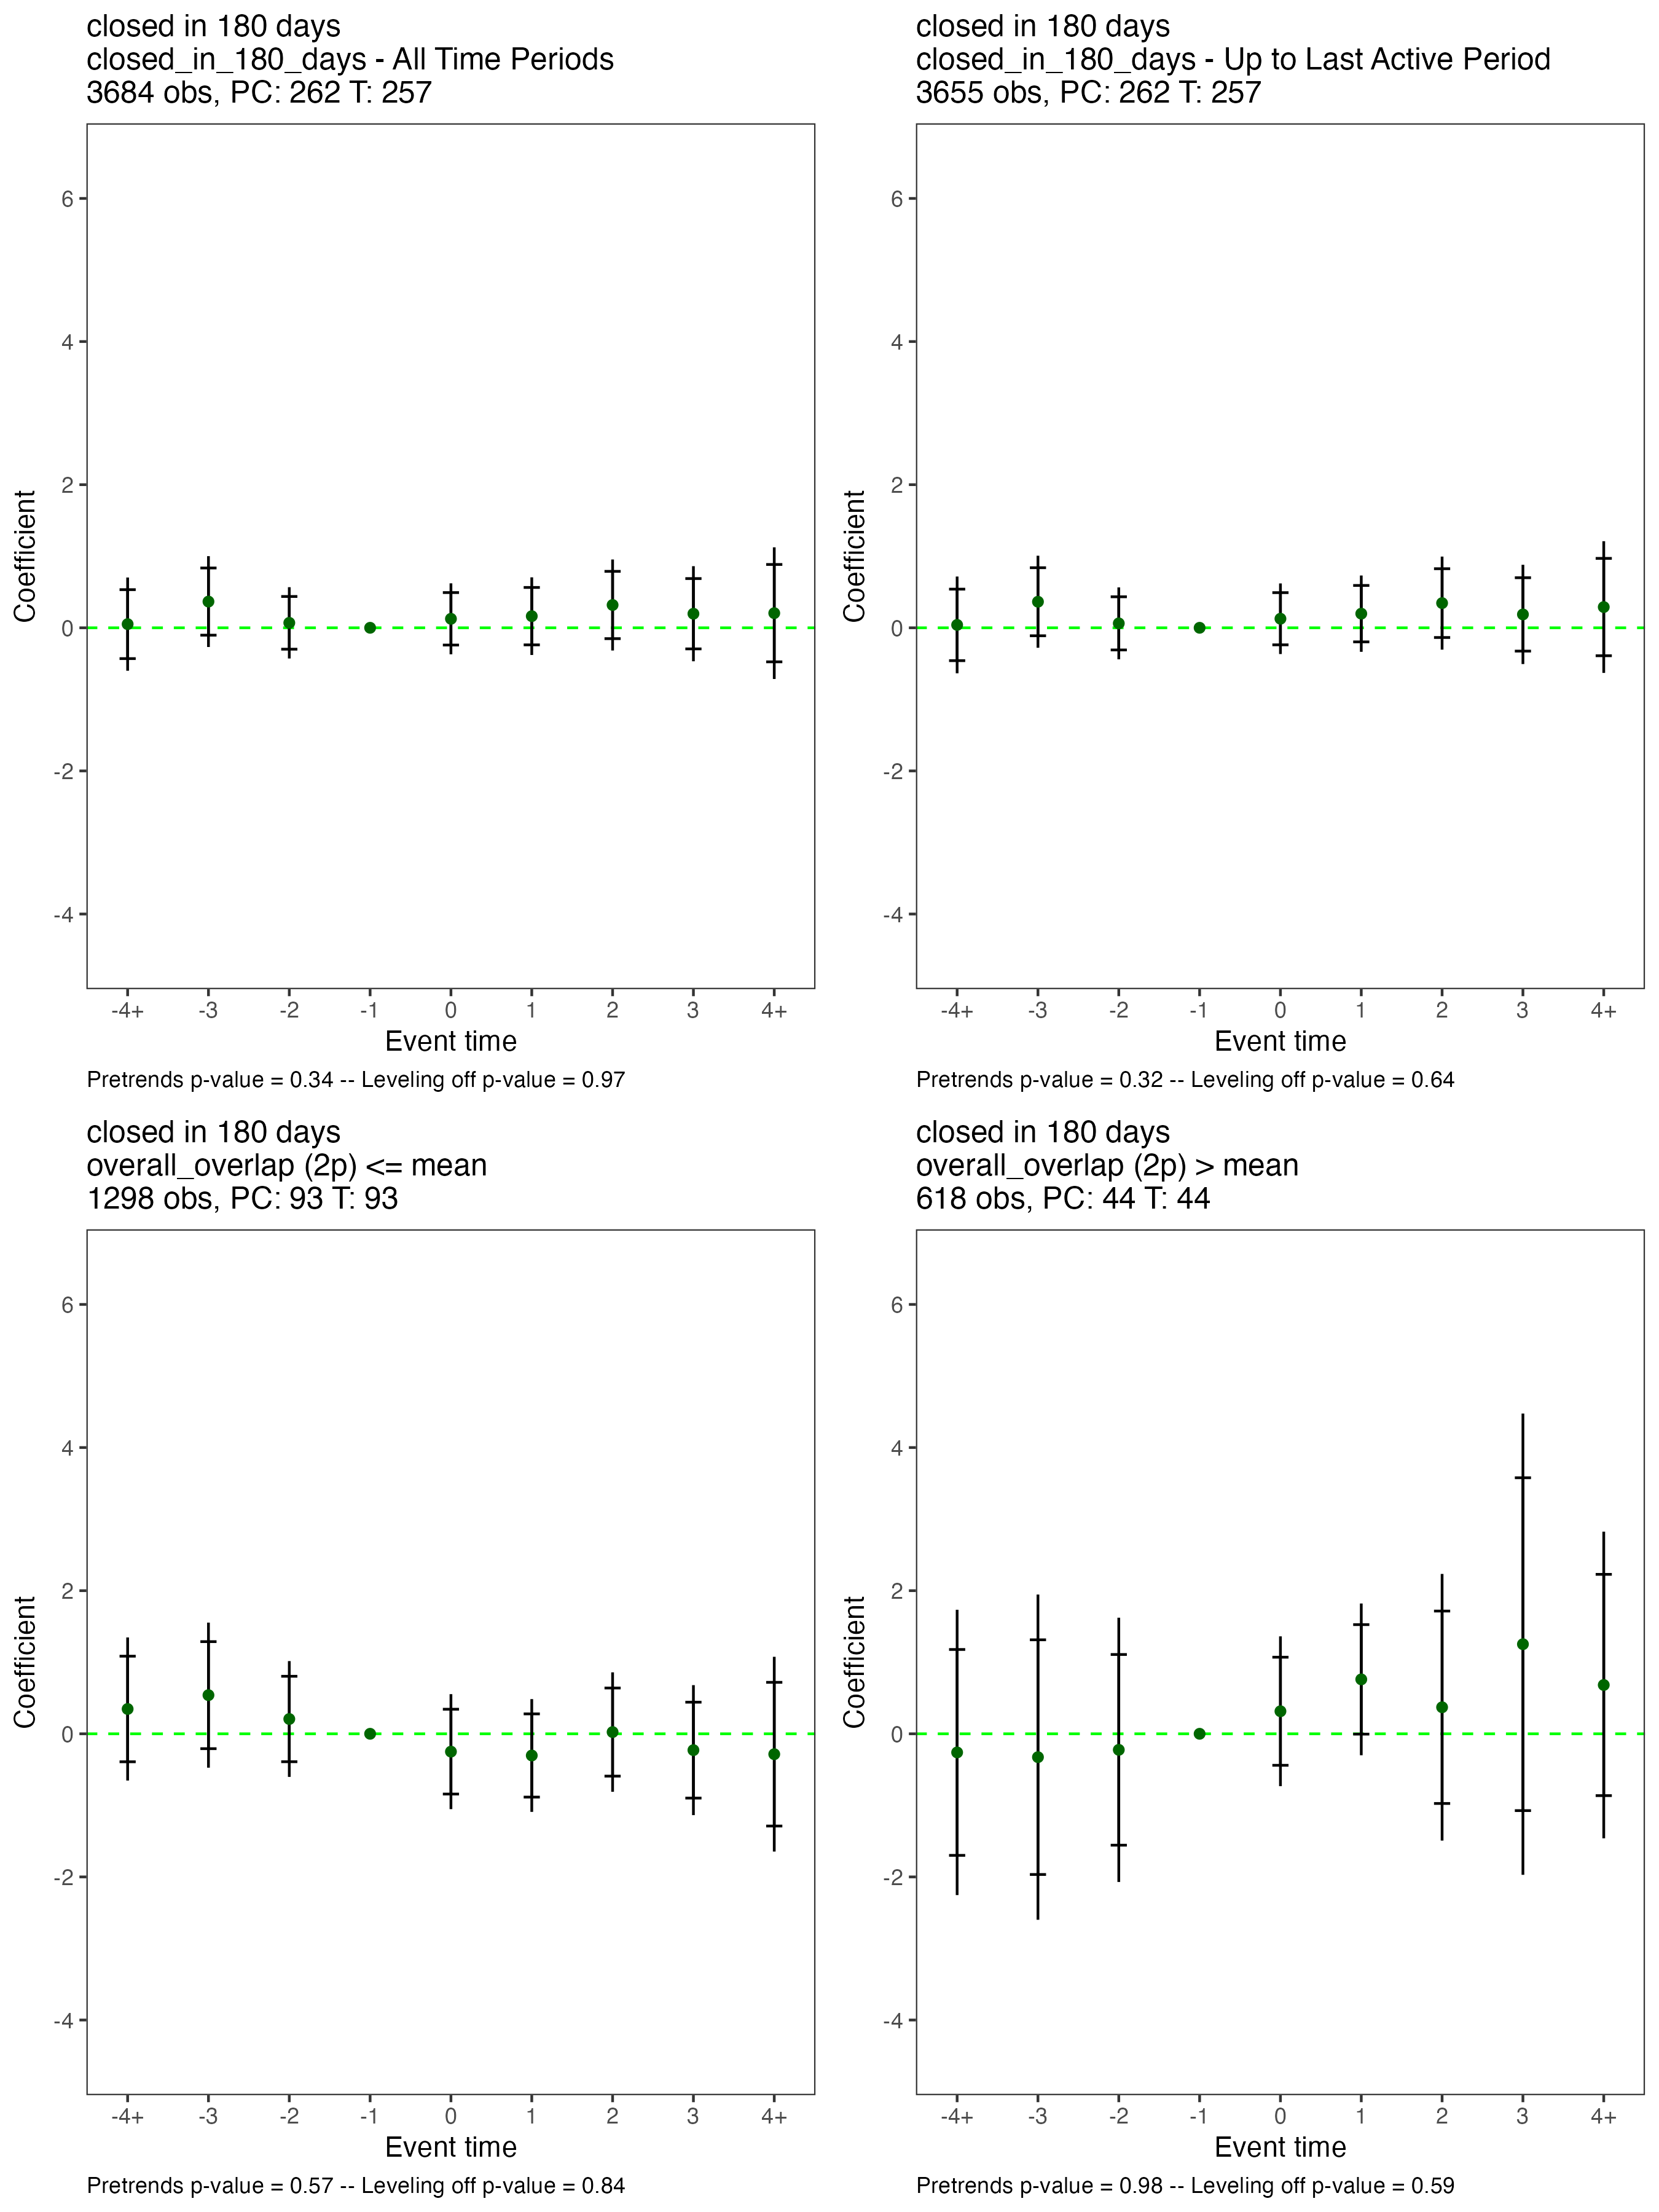 closed in 180 days
closed_in_180_days - All Time Periods
3684 obs, PC: 262 T: 257
Coefficient
6
4
2
0
-2
-4
-4+ -3 -2 -1 0 1 2 3 4+
Event time
Pretrends p-value = 0.34 -- Leveling off p-value = 0.97
closed in 180 days
closed_in_180_days - Up to Last Active Period
3655 obs, PC: 262 T: 257
Coefficient
6
4
2
0
-2
-4
-4+ -3 -2 -1 0 1 2 3 4+
Event time
Pretrends p-value = 0.32 -- Leveling off p-value = 0.64
closed in 180 days
overall_overlap (2p) <= mean
1298 obs, PC: 93 T: 93
Coefficient
6
4
2
0
-2
-4
-4+ -3 -2 -1 0 1 2 3 4+
Event time
Pretrends p-value = 0.57 -- Leveling off p-value = 0.84
closed in 180 days
overall_overlap (2p) > mean
618 obs, PC: 44 T: 44
Coefficient
6
4
2
0
-2
-4
-4+ -3 -2 -1 0 1 2 3 4+
Event time
Pretrends p-value = 0.98 -- Leveling off p-value = 0.59